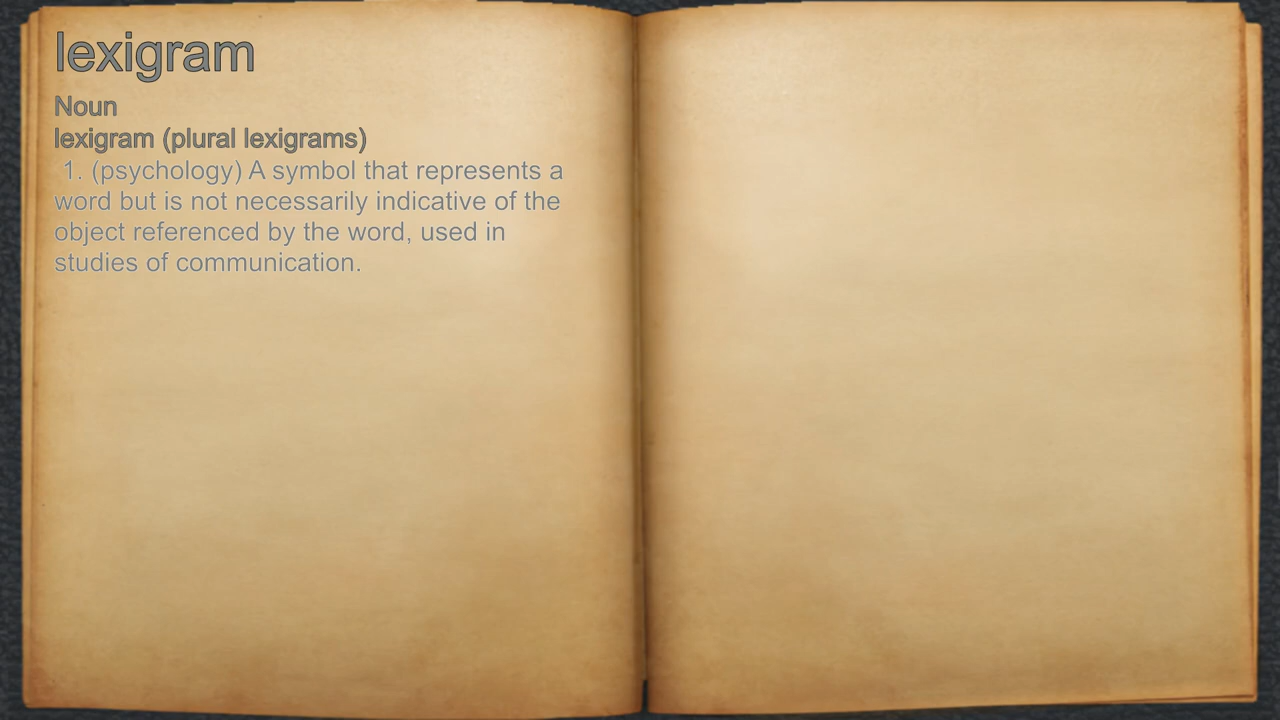 lexigram
Noun
lexigram (plural lexigrams)
1. (psychology) A symbol that represents a
word but is not necessarily indicative of the
object referenced by the word, used in
studies of communication.